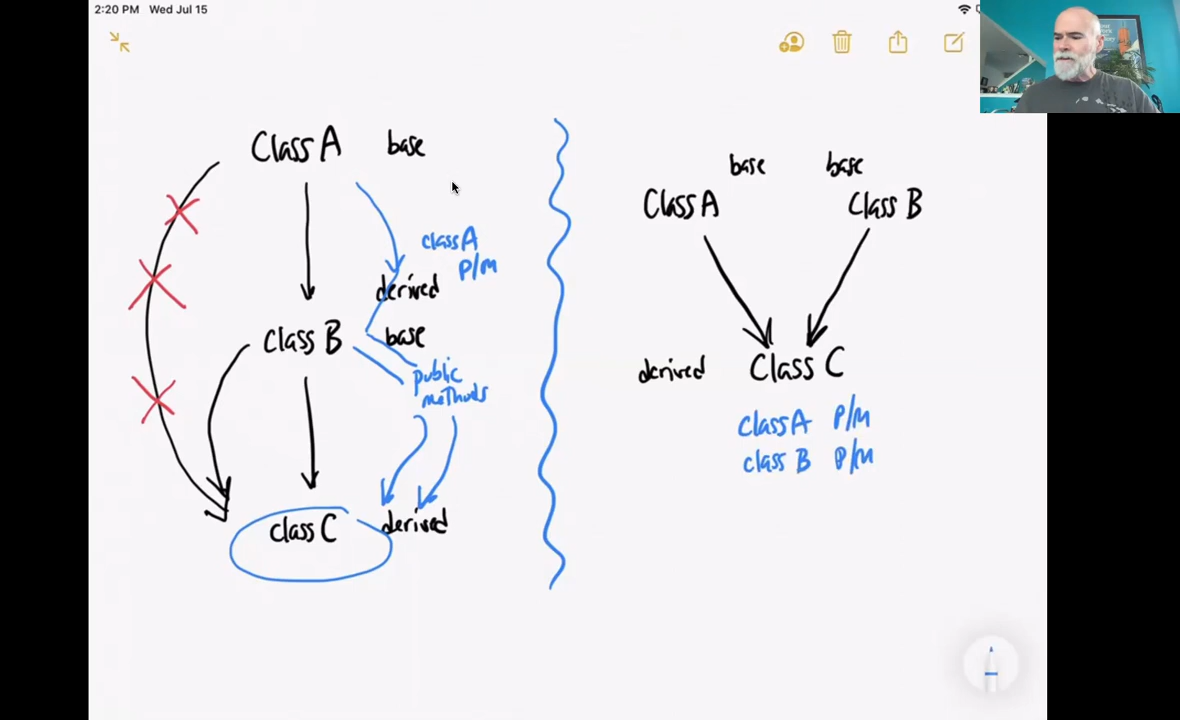 2:20 PM Wed Jul 15
Class A base
class A
P/M
derived
class B base
public
methods
class C derived
base base
Class A Class B
derived Class C
class A P/M
class B P/M